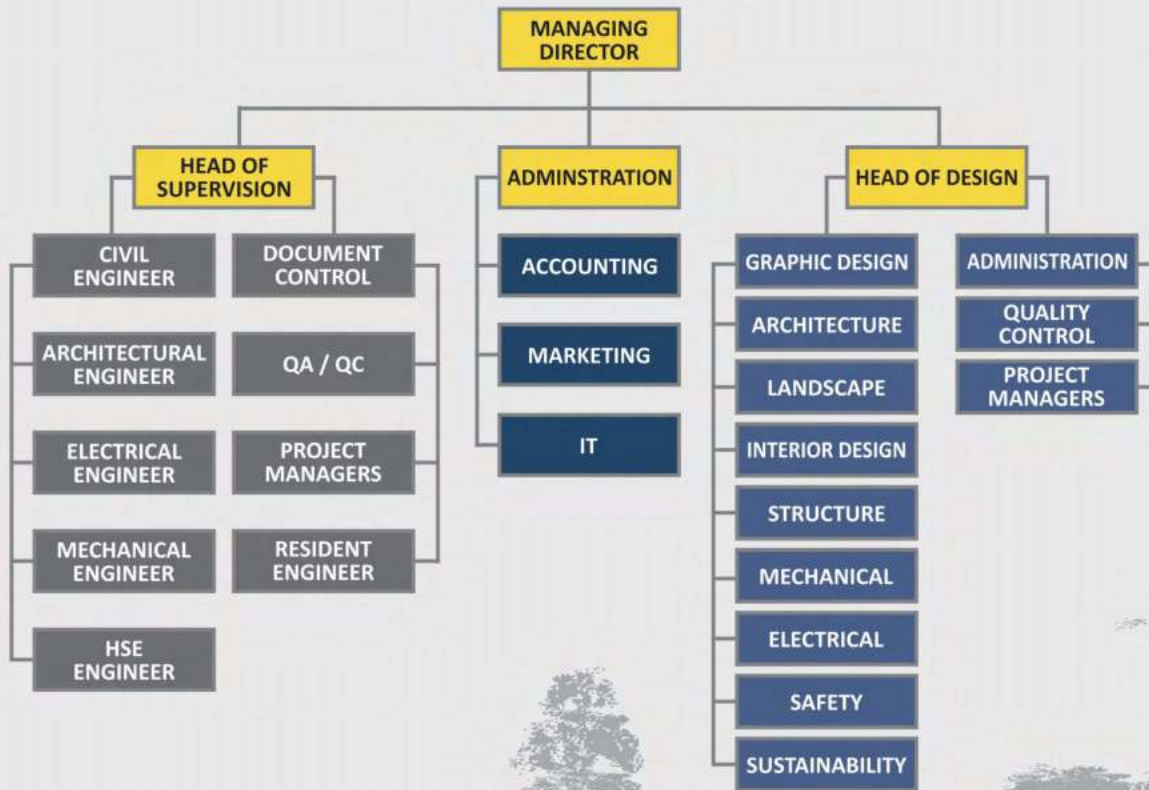 MANAGING
DIRECTOR
HEAD OF
SUPERVISION
ADMINSTRATION
HEAD OF DESIGN
CIVIL
ENGINEER
ARCHITECTURAL
ENGINEER
ELECTRICAL
ENGINEER
MECHANICAL
ENGINEER
HSE
ENGINEER
DOCUMENT
CONTROL
QA / QC
PROJECT
MANAGERS
RESIDENT
ENGINEER
ACCOUNTING
MARKETING
IT
GRAPHIC DESIGN
ARCHITECTURE
LANDSCAPE
INTERIOR DESIGN
STRUCTURE
MECHANICAL
ELECTRICAL
SAFETY
SUSTAINABILITY
ADMINISTRATION
QUALITY
CONTROL
PROJECT
MANAGERS